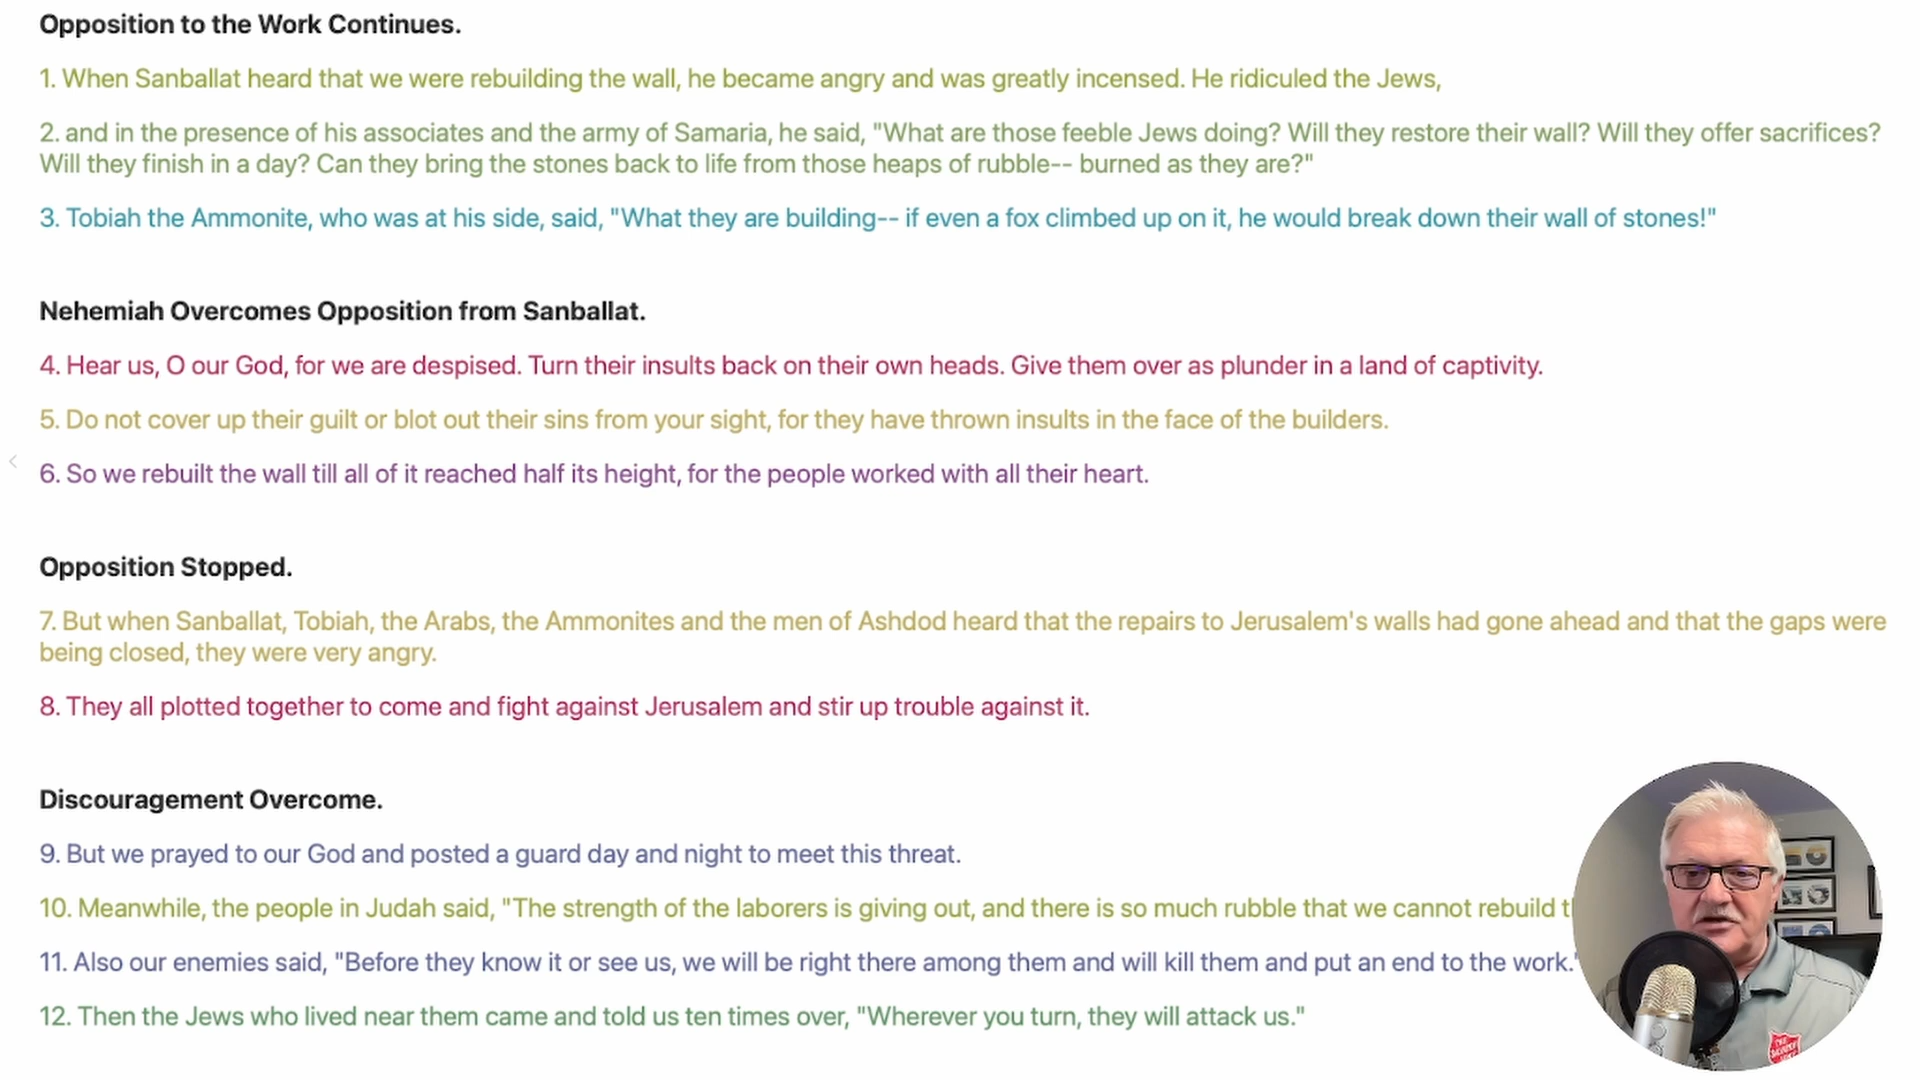 Opposition to the Work Continues.
1. When Sanballat heard that we were rebuilding the wall, he became angry and was greatly incensed. He ridiculed the Jews,
2. and in the presence of his associates and the army of Samaria, he said, "What are those feeble Jews doing? Will they restore their wall? Will they offer sacrifices?
Will they finish in a day? Can they bring the stones back to life from those heaps of rubble-- burned as they are?"
3. Tobiah the Ammonite, who was at his side, said, "What they are building-- if even a fox climbed up on it, he would break down their wall of stones!"
Nehemiah Overcomes Opposition from Sanballat.
4. Hear us, O our God, for we are despised. Turn their insults back on their own heads. Give them over as plunder in a land of captivity.
5. Do not cover up their guilt or blot out their sins from your sight, for they have thrown insults in the face of the builders.
6. So we rebuilt the wall till all of it reached half its height, for the people worked with all their heart.
Opposition Stopped.
7. But when Sanballat, Tobiah, the Arabs, the Ammonites and the men of Ashdod heard that the repairs to Jerusalem's walls had gone ahead and that the gaps were
being closed, they were very angry.
8. They all plotted together to come and fight against Jerusalem and stir up trouble against it.
Discouragement Overcome.
9. But we prayed to our God and posted a guard day and night to meet this threat.
10. Meanwhile, the people in Judah said, "The strength of the laborers is giving out, and there is so much rubble that we cannot rebuild
11. Also our enemies said, "Before they know it or see us, we will be right there among them and will kill them and put an end to the work."
12. Then the Jews who lived near them came and told us ten times over, "Wherever you turn, they will attack us."